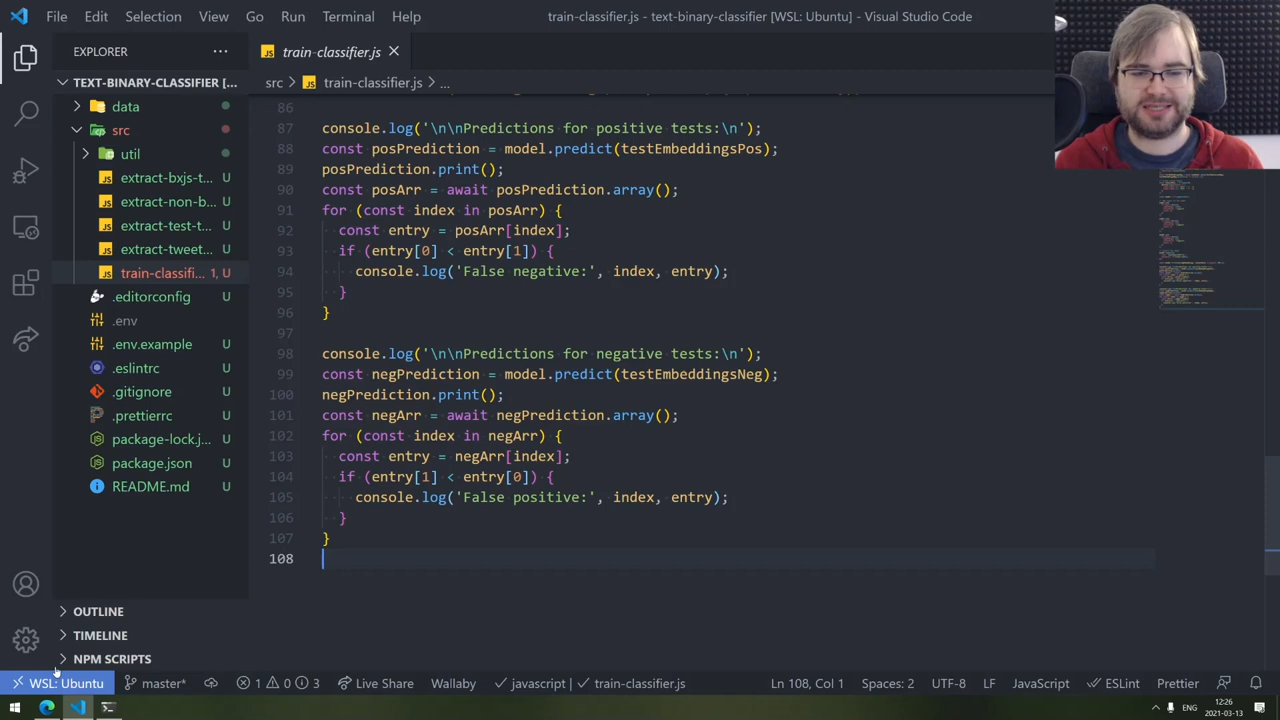 File Edit Selection View Go Run Terminal Help
train-classifier.js - text-binary-classifier [WSL: Ubuntu] - Visual Studio Code
EXPLORER
train-classifier.js
TEXT-BINARY-CLASSIFIER [...
src > train-classifier.js > ...
data
src
util
extract-bxjs-t... U
extract-non-b... U
extract-test-t... U
extract-tweet... U
train-classifi... 1, U
.editorconfig U
.env
.env.example U
.eslintrc U
.gitignore U
.prettierrc U
package-lock.j... U
package.json U
README.md U
OUTLINE
TIMELINE
NPM SCRIPTS
86
87 console.log('\n\nPredictions for positive tests:\n');
88 const posPrediction = model.predict(testEmbeddingsPos);
89 posPrediction.print();
90 const posArr = await posPrediction.array();
91 for (const index in posArr) {
92 const entry = posArr[index];
93 if (entry[0] < entry[1]) {
94 console.log('False negative:', index, entry);
95 }
96 }
97
98 console.log('\n\nPredictions for negative tests:\n');
99 const negPrediction = model.predict(testEmbeddingsNeg);
100 negPrediction.print();
101 const negArr = await negPrediction.array();
102 for (const index in negArr) {
103 const entry = negArr[index];
104 if (entry[1] < entry[0]) {
105 console.log('False positive:', index, entry);
106 }
107 }
108
WSL: Ubuntu master* 1 0 3 Live Share Wallaby javascript train-classifier.js Ln 108, Col 1 Spaces: 2 UTF-8 LF JavaScript ESLint Prettier
ENG 12:26
2021-03-13